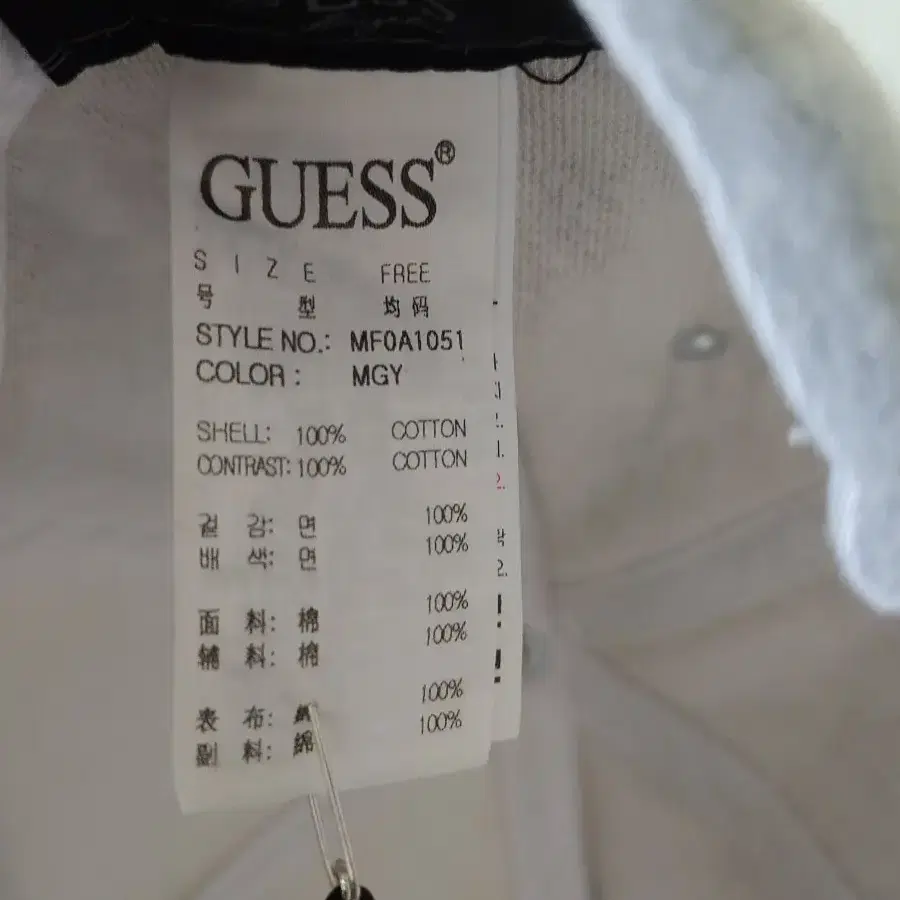 GUESS®
SIZE FREE
号型 均码
STYLE NO.: MF0A1051
COLOR: MGY
SHELL: 100% COTTON
CONTRAST: 100% COTTON
겉감: 면 100%
배색: 면 100%
面料: 棉 100%
辅料: 棉 100%
表布: 綿 100%
副料: 綿 100%